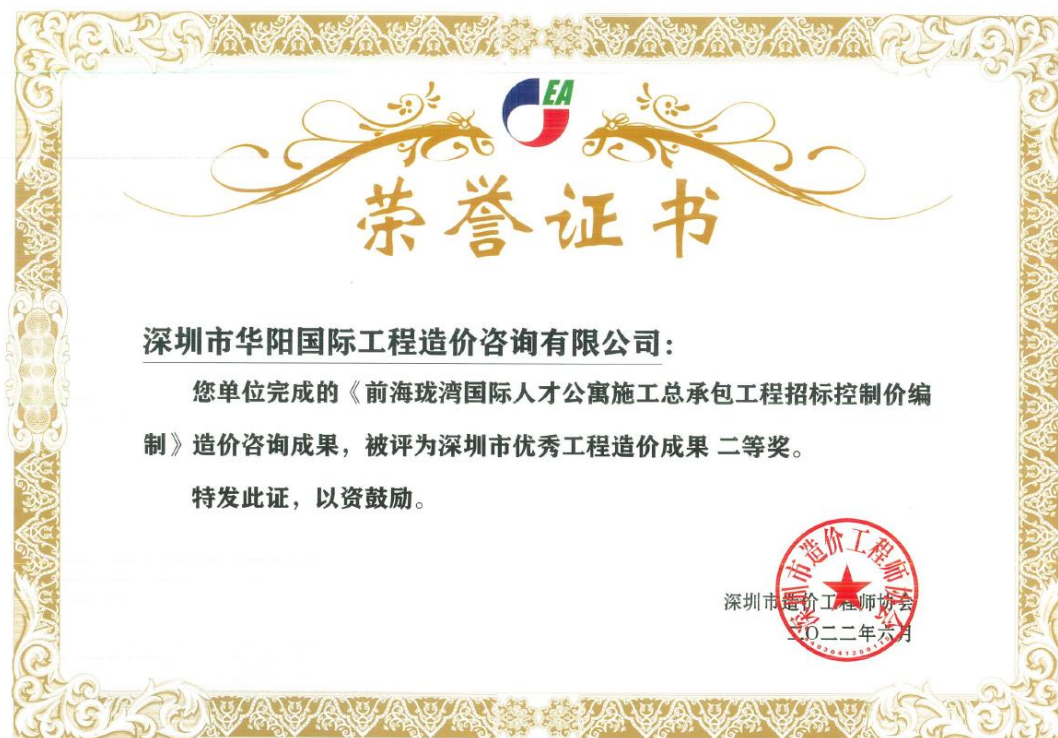 EA
荣誉证书
深圳市华阳国际工程造价咨询有限公司：
您单位完成的《前海珑湾国际人才公寓施工总承包工程招标控制价编
制》造价咨询成果，被评为深圳市优秀工程造价成果 二等奖。
特发此证，以资鼓励。
深圳市造价工程师协会
深圳市造价工程师协会
二〇二二年六月